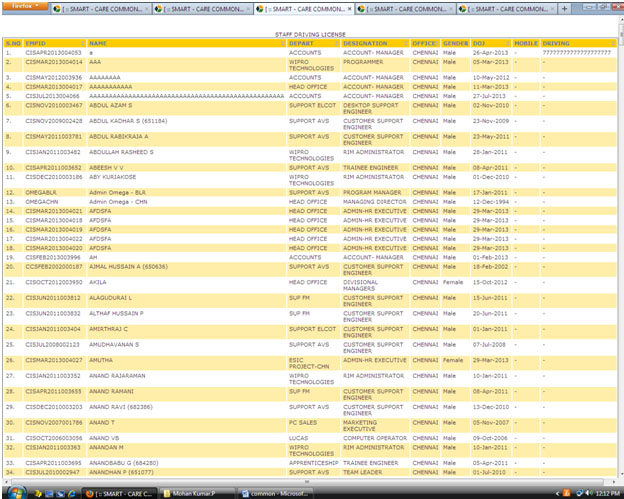 Firefox
[ :: SMART - CARE COMMON... × [ :: SMART - CARE COMMON... × [ :: SMART - CARE COMMON... × [ :: SMART - CARE COMMON... × [ :: SMART - CARE COMMON... × +
STAFF DRIVING LICENSE
S.NO EMPID NAME DEPART DESIGNATION OFFICE GENDER DOJ MOBILE DRIVING
1. CISAPR2013004053 a ACCOUNTS ACCOUNT- MANAGER CHENNAI Male 26-Apr-2013 - ????????????????????
2. CISMAR2013004014 AAA WIPRO TECHNOLOGIES PROGRAMMER CHENNAI Male 05-Mar-2013 - -
3. CISMAY2012003936 AAAAAAAA ACCOUNTS ACCOUNT- MANAGER CHENNAI Male 10-May-2012 - -
4. CISMAR2013004017 AAAAAAAAAAA HEAD OFFICE ACCOUNT- MANAGER CHENNAI Male 11-Mar-2013 - -
5. CISJUL2013004066 ACCOUNTS ACCOUNT- MANAGER CHENNAI Male 27-Jul-2013 - -
6. CISNOV2010003467 ABDUL AZAM S SUPPORT ELCOT DESKTOP SUPPORT ENGINEER CHENNAI Male 02-Nov-2010 - -
7. CISNOV2009002428 ABDUL KADHAR S (651184) SUPPORT AVS CUSTOMER SUPPORT ENGINEER CHENNAI Male 23-Nov-2009 - -
8. CISMAY2011003781 ABDUL RABIKRAJA A SUPPORT AVS CUSTOMER SUPPORT ENGINEER CHENNAI Male 23-May-2011 - -
9. CISJAN2011003482 ABDULLAH RASHEED S WIPRO TECHNOLOGIES RIM ADMINISTRATOR CHENNAI Male 28-Jan-2011 - -
10. CISAPR2011003652 ABEESH V V SUPPORT AVS TRAINEE ENGINEER CHENNAI Male 08-Apr-2011 - -
11. CISDEC2010003186 ABY KURIAKOSE WIPRO TECHNOLOGIES RIM ADMINISTRATOR CHENNAI Male 01-Dec-2010 - -
12. OMEGABLR Admin Omega - BLR SUPPORT AVS PROGRAM MANAGER CHENNAI Male 17-Jan-2011 - -
13. OMEGACHN Admin Omega - CHN HEAD OFFICE MANAGING DIRECTOR CHENNAI Male 12-Dec-1994 - -
14. CISMAR2013004021 AFDSFA HEAD OFFICE ADMIN-HR EXECUTIVE CHENNAI Male 29-Mar-2013 - -
15. CISMAR2013004018 AFDSFA HEAD OFFICE ADMIN-HR EXECUTIVE CHENNAI Male 29-Mar-2013 - -
16. CISMAR2013004019 AFDSFA HEAD OFFICE ADMIN-HR EXECUTIVE CHENNAI Male 29-Mar-2013 - -
17. CISMAR2013004022 AFDSFA HEAD OFFICE ADMIN-HR EXECUTIVE CHENNAI Male 29-Mar-2013 - -
18. CISMAR2013004020 AFDSFA HEAD OFFICE ADMIN-HR EXECUTIVE CHENNAI Male 29-Mar-2013 - -
19. CISFEB2013003996 AH ACCOUNTS ACCOUNT- MANAGER CHENNAI Male 01-Feb-2013 - -
20. CCSFEB2002000187 AJMAL HUSSAIN A (650636) SUPPORT AVS CUSTOMER SUPPORT ENGINEER CHENNAI Male 18-Feb-2002 - -
21. CISOCT2012003950 AKILA HEAD OFFICE DIVISIONAL MANAGERS CHENNAI Female 15-Oct-2012 - -
22. CISJUN2011003812 ALAGUDURAI L SUP FM CUSTOMER SUPPORT ENGINEER CHENNAI Male 15-Jun-2011 - -
23. CISJUN2011003832 ALTHAF HUSSAIN P SUP FM CUSTOMER SUPPORT ENGINEER CHENNAI Male 20-Jun-2011 - -
24. CISJAN2011003404 AMIRTHRAJ C SUPPORT ELCOT CUSTOMER SUPPORT ENGINEER CHENNAI Male 01-Jan-2011 - -
25. CISJUL2008002123 AMUDHAVANAN S SUPPORT AVS CUSTOMER SUPPORT ENGINEER CHENNAI Male 07-Jul-2008 - -
26. CISMAR2013004027 AMUTHA ESIC PROJECT-CHN ADMIN-HR EXECUTIVE CHENNAI Female 29-Mar-2013 - -
27. CISJAN2011003352 ANAND RAJARAMAN WIPRO TECHNOLOGIES RIM ADMINISTRATOR CHENNAI Male 10-Jan-2011 - -
28. CISAPR2011003655 ANAND RAMANI SUP FM CUSTOMER SUPPORT ENGINEER CHENNAI Male 08-Apr-2011 - -
29. CISDEC2010003203 ANAND RAVI (682386) SUPPORT AVS CUSTOMER SUPPORT ENGINEER CHENNAI Male 13-Dec-2010 - -
30. CISNOV2007001786 ANAND T PC SALES MARKETING EXECUTIVE CHENNAI Male 05-Nov-2007 - -
31. CISOCT2006003056 ANAND VB LUCAS COMPUTER OPERATOR CHENNAI Male 09-Oct-2006 - -
32. CISJAN2011003363 ANANDAN M WIPRO TECHNOLOGIES RIM ADMINISTRATOR CHENNAI Male 10-Jan-2011 - -
33. CISAPR2011003695 ANANDBABU G (684280) APPRENTICESHIP TRAINEE ENGINEER CHENNAI Male 05-Apr-2011 - -
34. CISJUL2010002947 ANANDHAN P (651077) SUPPORT AVS TEAM LEADER CHENNAI Male 01-Jul-2010 - -
[ :: SMART - CARE C... Mohan Kumar.P common - Microsof... 12:12 PM